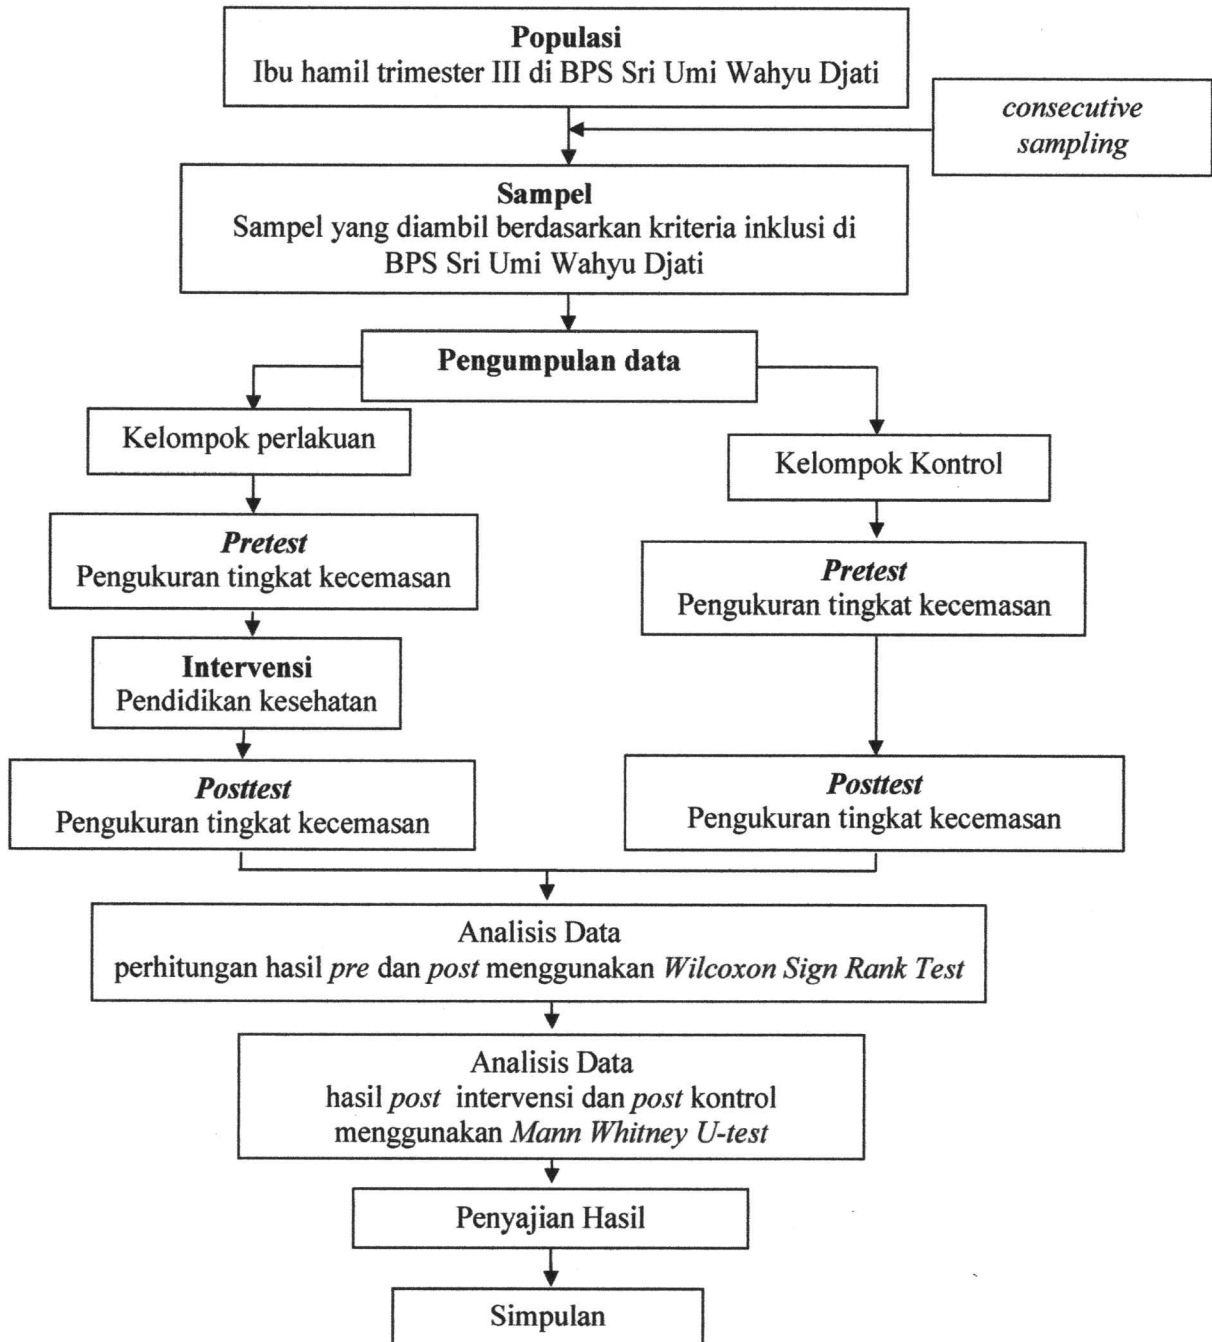 Populasi
Ibu hamil trimester III di BPS Sri Umi Wahyu Djati
consecutive
sampling
Sampel
Sampel yang diambil berdasarkan kriteria inklusi di
BPS Sri Umi Wahyu Djati
Pengumpulan data
Kelompok perlakuan
Kelompok Kontrol
Pretest
Pengukuran tingkat kecemasan
Pretest
Pengukuran tingkat kecemasan
Intervensi
Pendidikan kesehatan
Posttest
Pengukuran tingkat kecemasan
Posttest
Pengukuran tingkat kecemasan
Analisis Data
perhitungan hasil pre dan post menggunakan Wilcoxon Sign Rank Test
Analisis Data
hasil post intervensi dan post kontrol
menggunakan Mann Whitney U-test
Penyajian Hasil
Simpulan